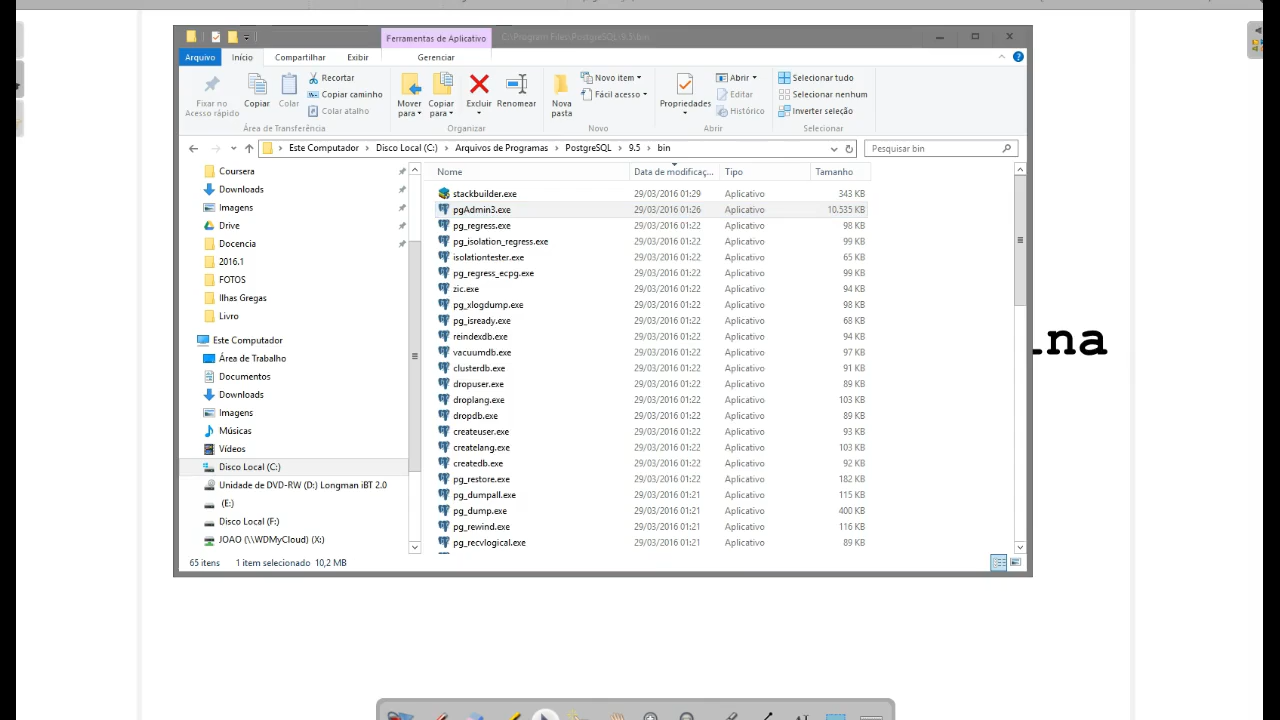 Ferramentas de Aplicativo C:\Program Files\PostgreSQL\9.5\bin
Arquivo Início Compartilhar Exibir Gerenciar
Fixar no Acesso rápido
Copiar
Colar
Recortar
Copiar caminho
Colar atalho
Mover para
Copiar para
Excluir
Renomear
Nova pasta
Novo item
Fácil acesso
Propriedades
Abrir
Editar
Histórico
Selecionar tudo
Selecionar nenhum
Inverter seleção
Área de Transferência Organizar Novo Abrir Selecionar
Este Computador Disco Local (C:) Arquivos de Programas PostgreSQL 9.5 bin Pesquisar bin
Coursera
Downloads
Imagens
Drive
Docencia
2016.1
FOTOS
Ilhas Gregas
Livro
Este Computador
Área de Trabalho
Documentos
Downloads
Imagens
Músicas
Vídeos
Disco Local (C:)
Unidade de DVD-RW (D:) Longman iBT 2.0
(E:)
Disco Local (F:)
JOAO (\\WDMyCloud) (X:)
Nome Data de modificaç... Tipo Tamanho
stackbuilder.exe 29/03/2016 01:29 Aplicativo 343 KB
pgAdmin3.exe 29/03/2016 01:26 Aplicativo 10.535 KB
pg_regress.exe 29/03/2016 01:22 Aplicativo 98 KB
pg_isolation_regress.exe 29/03/2016 01:22 Aplicativo 99 KB
isolationtester.exe 29/03/2016 01:22 Aplicativo 65 KB
pg_regress_ecpg.exe 29/03/2016 01:22 Aplicativo 99 KB
zic.exe 29/03/2016 01:22 Aplicativo 94 KB
pg_xlogdump.exe 29/03/2016 01:22 Aplicativo 98 KB
pg_isready.exe 29/03/2016 01:22 Aplicativo 68 KB
reindexdb.exe 29/03/2016 01:22 Aplicativo 94 KB
vacuumdb.exe 29/03/2016 01:22 Aplicativo 97 KB
clusterdb.exe 29/03/2016 01:22 Aplicativo 91 KB
dropuser.exe 29/03/2016 01:22 Aplicativo 89 KB
droplang.exe 29/03/2016 01:22 Aplicativo 103 KB
dropdb.exe 29/03/2016 01:22 Aplicativo 89 KB
createuser.exe 29/03/2016 01:22 Aplicativo 93 KB
createlang.exe 29/03/2016 01:22 Aplicativo 103 KB
createdb.exe 29/03/2016 01:22 Aplicativo 92 KB
pg_restore.exe 29/03/2016 01:22 Aplicativo 182 KB
pg_dumpall.exe 29/03/2016 01:21 Aplicativo 115 KB
pg_dump.exe 29/03/2016 01:21 Aplicativo 400 KB
pg_rewind.exe 29/03/2016 01:21 Aplicativo 116 KB
pg_recvlogical.exe 29/03/2016 01:21 Aplicativo 89 KB
65 itens 1 item selecionado 10,2 MB
ina